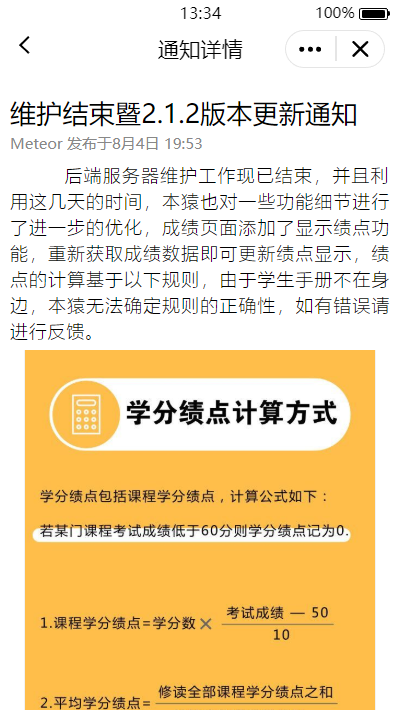 13:34
100%
通知详情
维护结束暨2.1.2版本更新通知
Meteor 发布于8月4日 19:53
后端服务器维护工作现已结束，并且利
用这几天的时间，本猿也对一些功能细节进行
了进一步的优化，成绩页面添加了显示绩点功
能，重新获取成绩数据即可更新绩点显示，绩
点的计算基于以下规则，由于学生手册不在身
边，本猿无法确定规则的正确性，如有错误请
进行反馈。
学分绩点计算方式
学分绩点包括课程学分绩点，计算公式如下：
若某门课程考试成绩低于60分则学分绩点记为0.
1.课程学分绩点=学分数×考试成绩 — 50
10
2.平均学分绩点=修读全部课程学分绩点之和